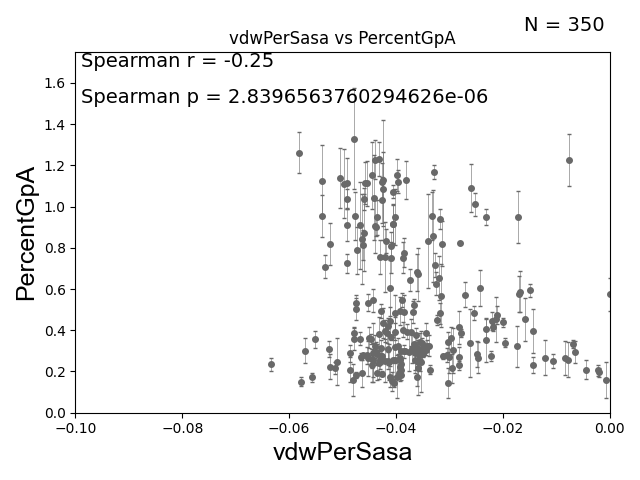 N = 350
vdwPerSasa vs PercentGpA
Spearman r = -0.25
Spearman p = 2.8396563760294626e-06
PercentGpA
1.6
1.4
1.2
1.0
0.8
0.6
0.4
0.2
0.0
−0.10
−0.08
−0.06
−0.04
−0.02
0.00
vdwPerSasa